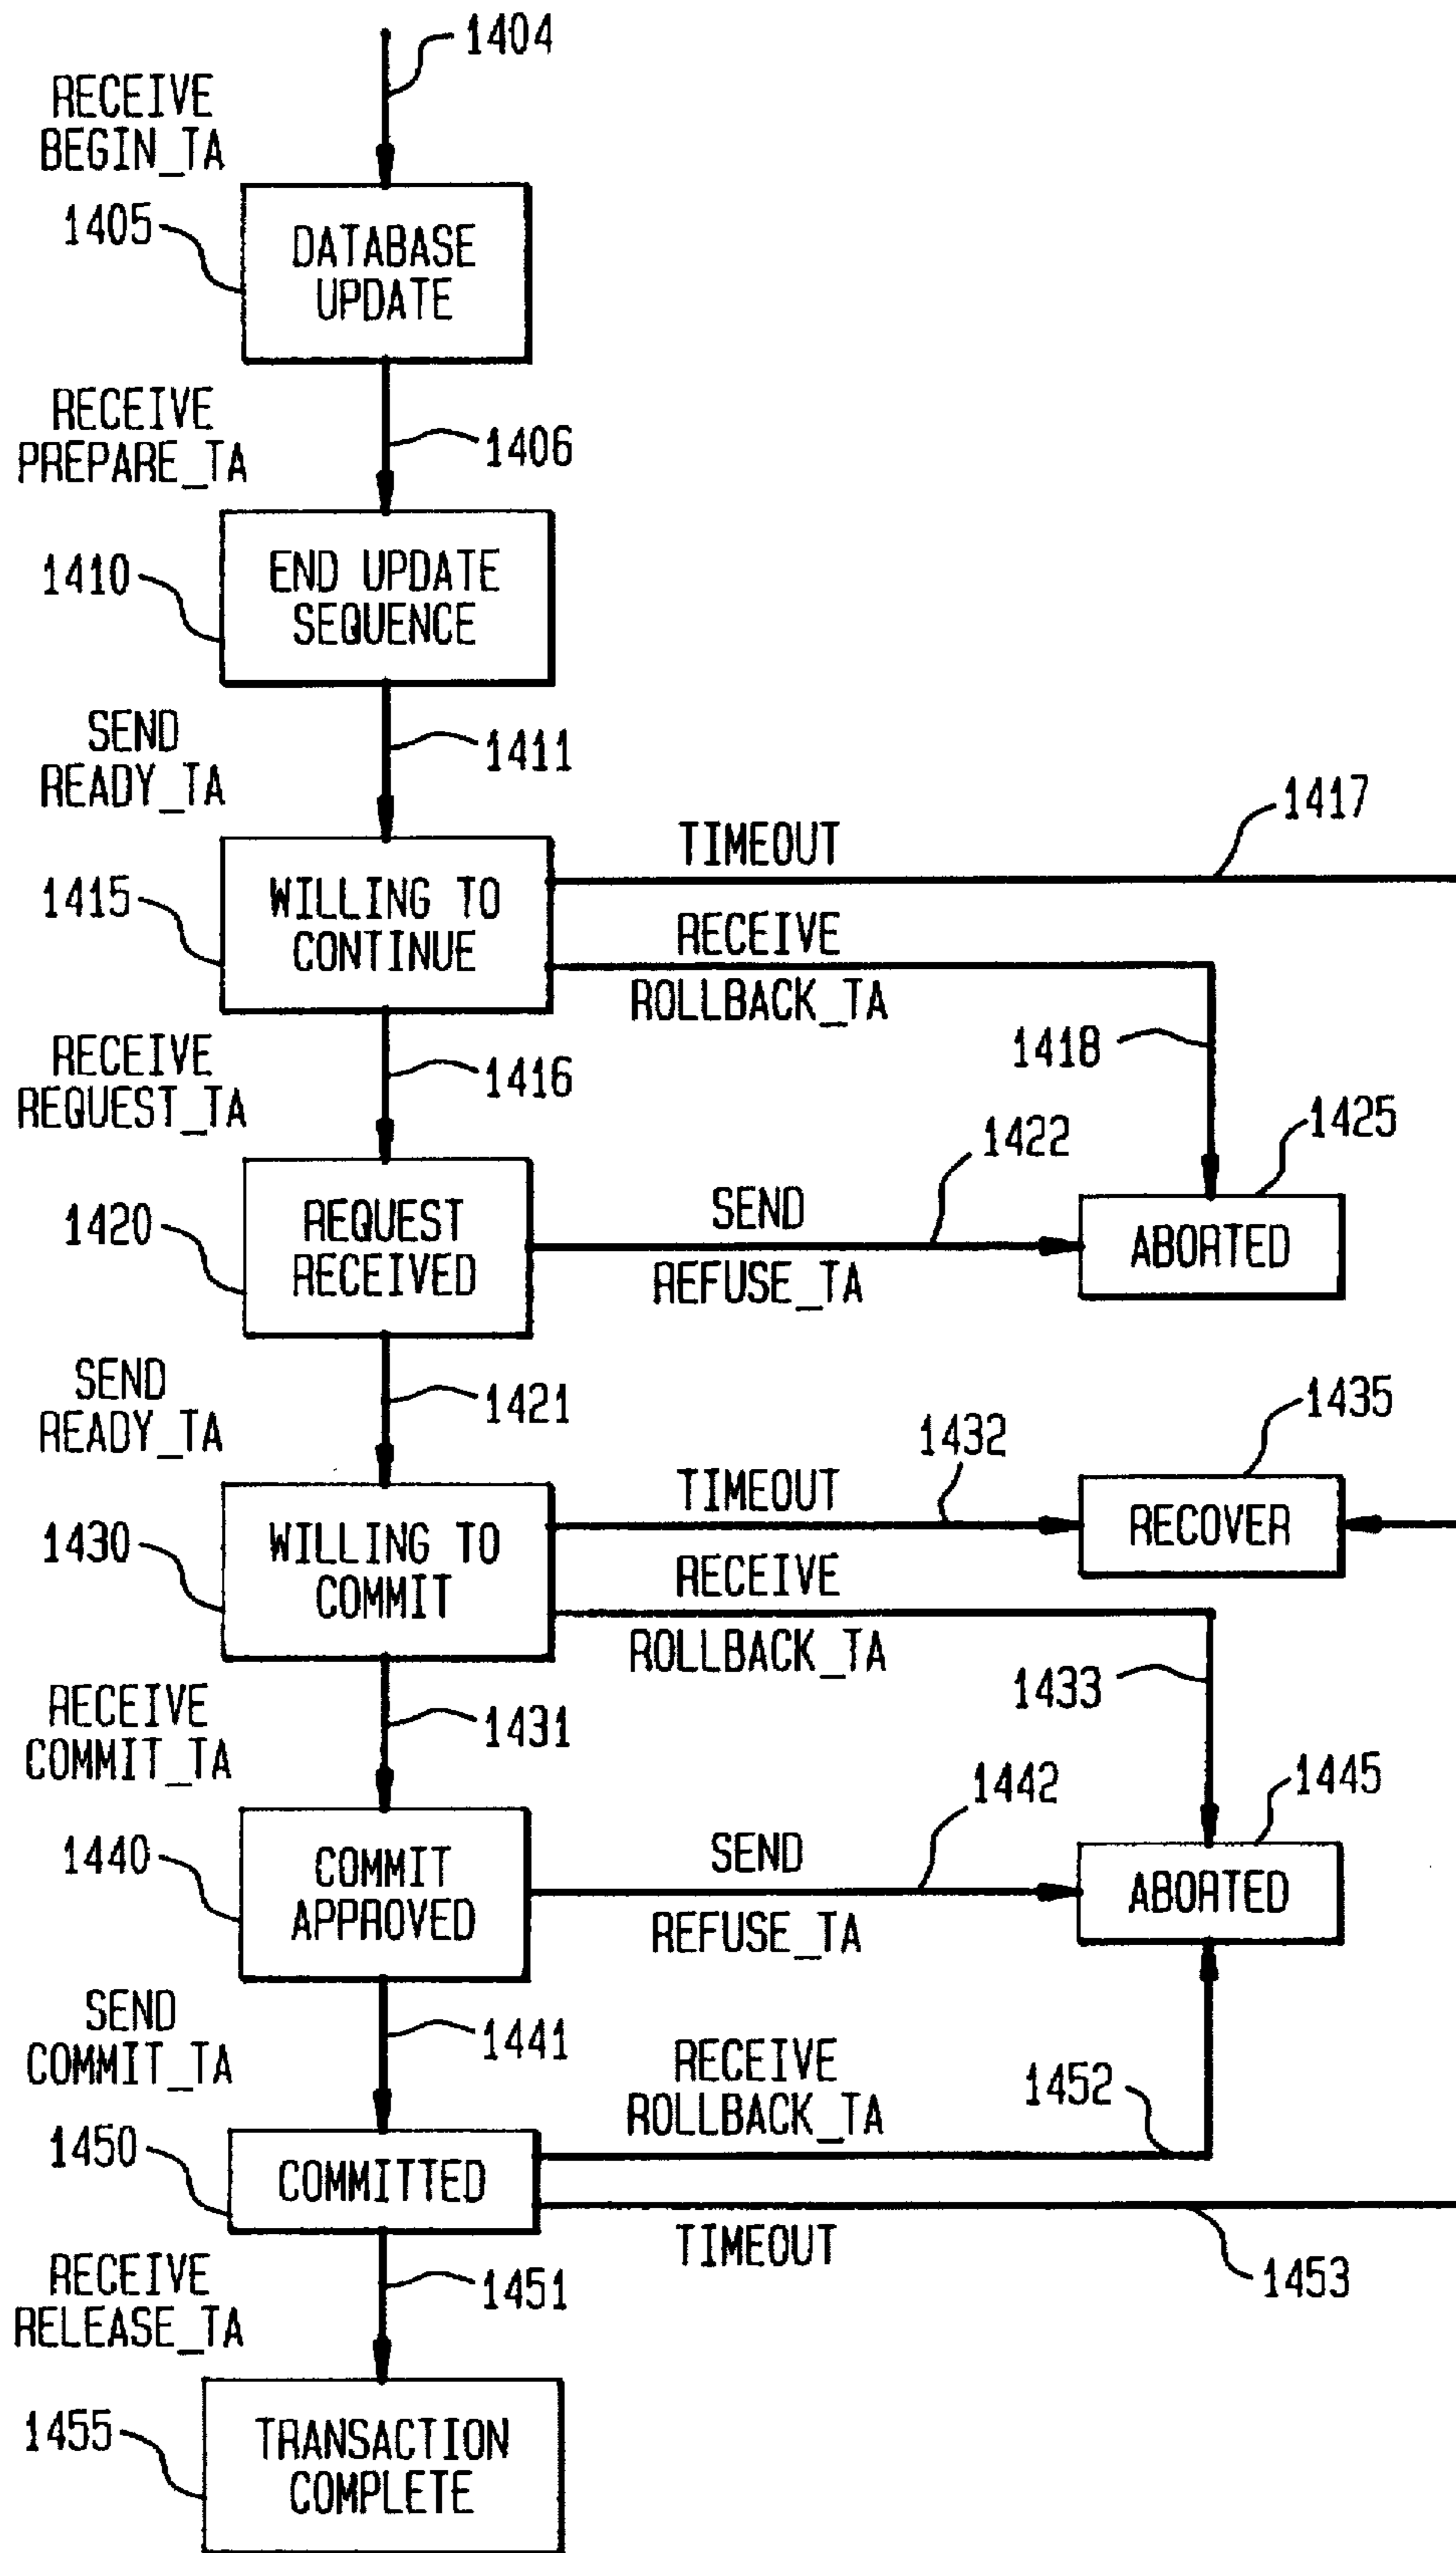 1404
RECEIVE
BEGIN_TA
1405
DATABASE
UPDATE
RECEIVE
PREPARE_TA
1406
1410
END UPDATE
SEQUENCE
SEND
READY_TA
1411
1417
TIMEOUT
1415
WILLING TO
CONTINUE
RECEIVE
ROLLBACK_TA
1418
RECEIVE
REQUEST_TA
1416
1422
1425
1420
REQUEST
RECEIVED
SEND
REFUSE_TA
ABORTED
SEND
READY_TA
1421
1432
1435
TIMEOUT
RECOVER
1430
WILLING TO
COMMIT
RECEIVE
ROLLBACK_TA
1433
RECEIVE
COMMIT_TA
1431
1442
1445
1440
COMMIT
APPROVED
SEND
REFUSE_TA
ABORTED
SEND
COMMIT_TA
1441
RECEIVE
ROLLBACK_TA
1452
1450
COMMITTED
TIMEOUT
1453
RECEIVE
RELEASE_TA
1451
1455
TRANSACTION
COMPLETE